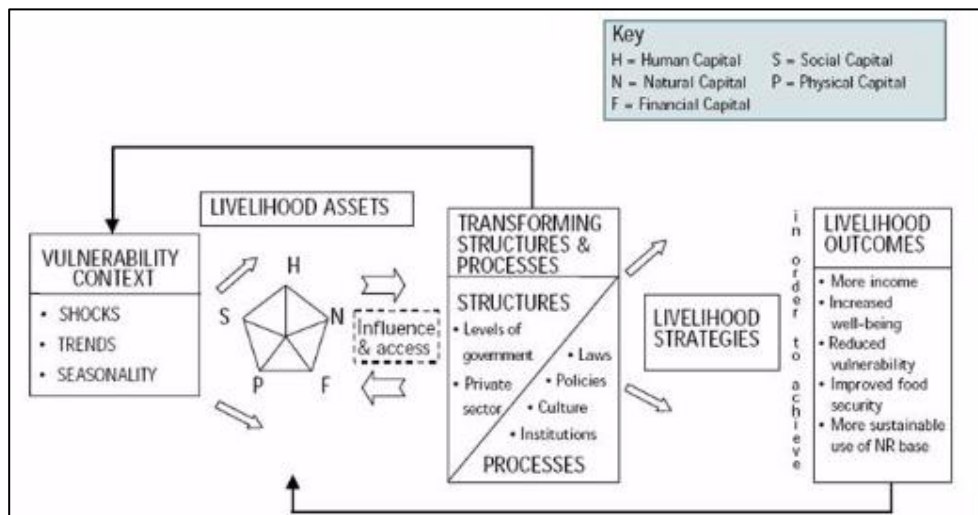 Key
H = Human Capital S = Social Capital
N = Natural Capital P = Physical Capital
F = Financial Capital
LIVELIHOOD ASSETS
VULNERABILITY
CONTEXT
• SHOCKS
• TRENDS
• SEASONALITY
H
S
N
P
F
Influence
& access
TRANSFORMING
STRUCTURES &
PROCESSES
STRUCTURES
• Levels of
government
• Private
sector
• Laws
• Policies
• Culture
• Institutions
PROCESSES
LIVELIHOOD
STRATEGIES
in order to achieve
LIVELIHOOD
OUTCOMES
• More income
• Increased
well-being
• Reduced
vulnerability
• Improved food
security
• More sustainable
use of NR base